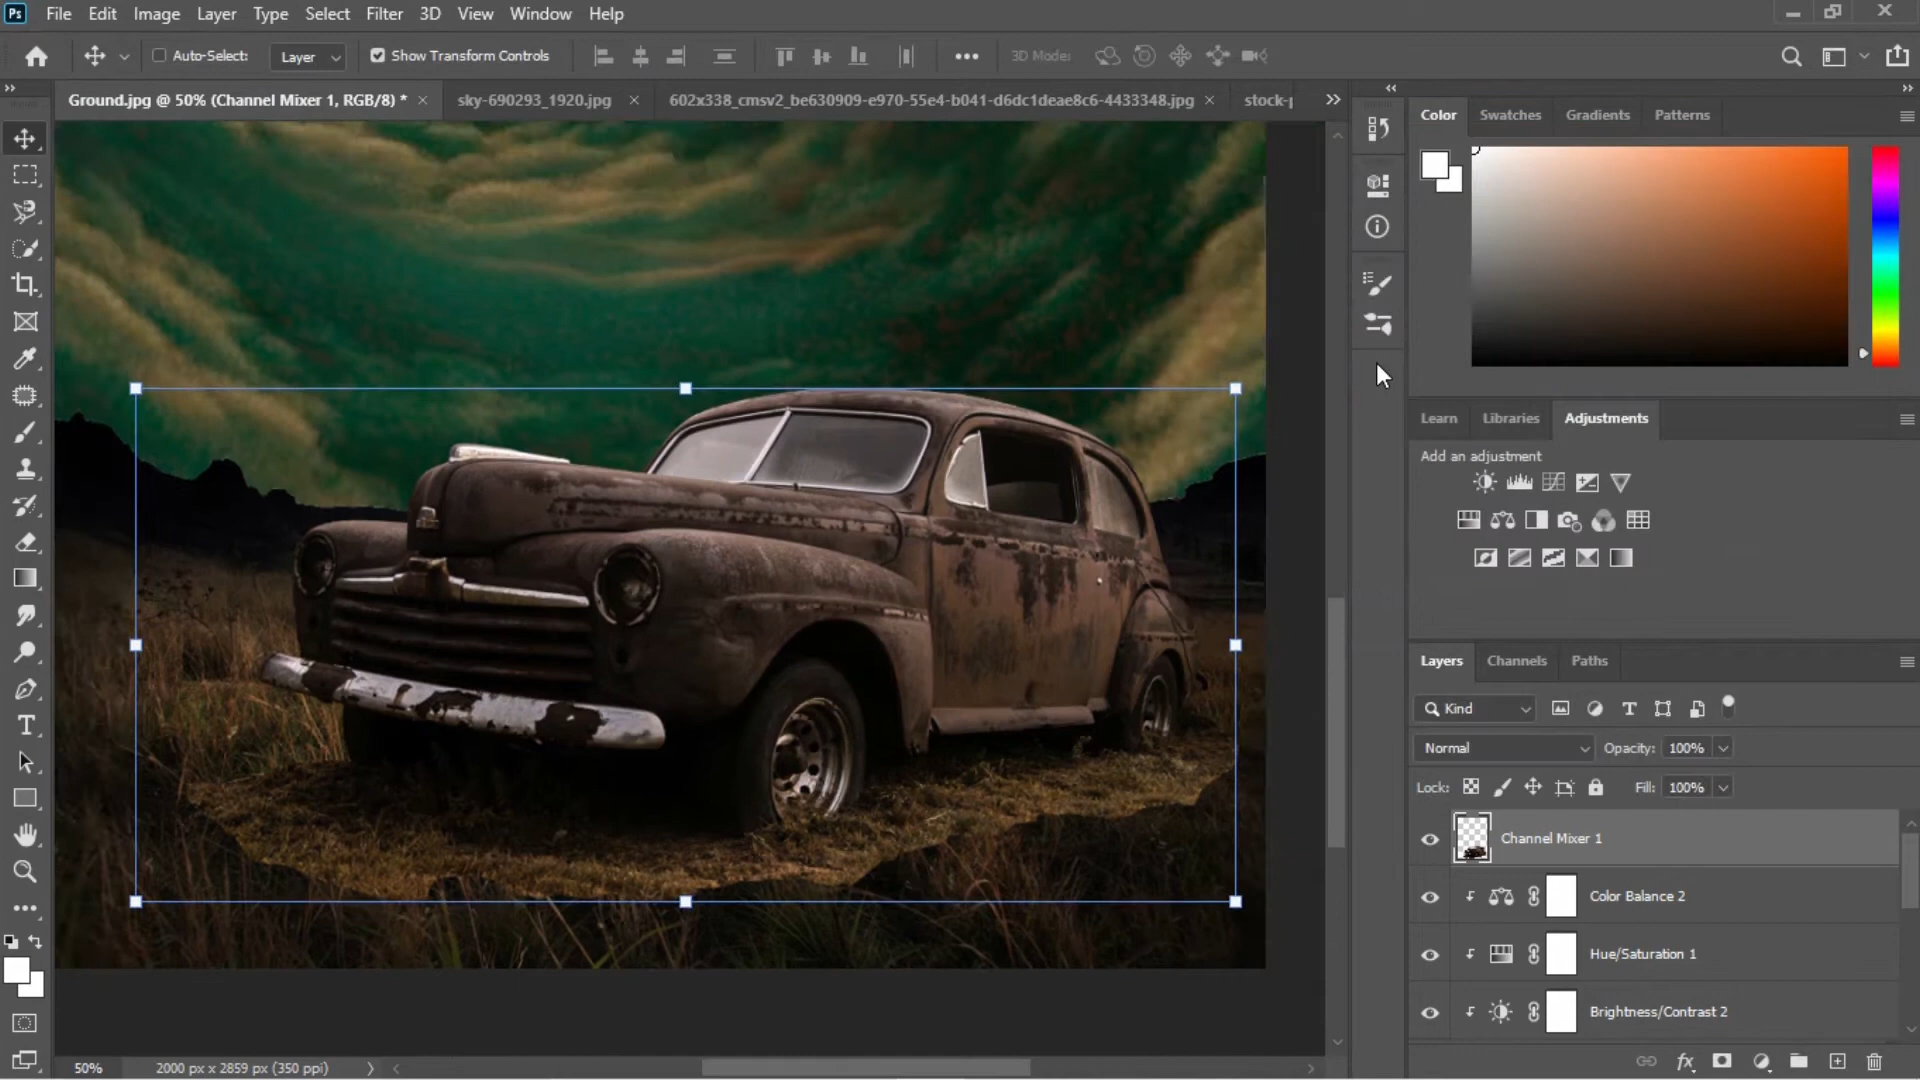 Ps File Edit Image Layer Type Select Filter 3D View Window Help
Auto-Select: Layer Show Transform Controls 3D Mode:
Ground.jpg @ 50% (Channel Mixer 1, RGB/8) * sky-690293_1920.jpg 602x338_cmsv2_be630909-e970-55e4-b041-d6dc1deae8c6-4433348.jpg stock-p
Color Swatches Gradients Patterns
Learn Libraries Adjustments
Add an adjustment
Layers Channels Paths
Kind
Normal Opacity: 100%
Lock: Fill: 100%
Channel Mixer 1
Color Balance 2
Hue/Saturation 1
Brightness/Contrast 2
50% 2000 px x 2859 px (350 ppi)